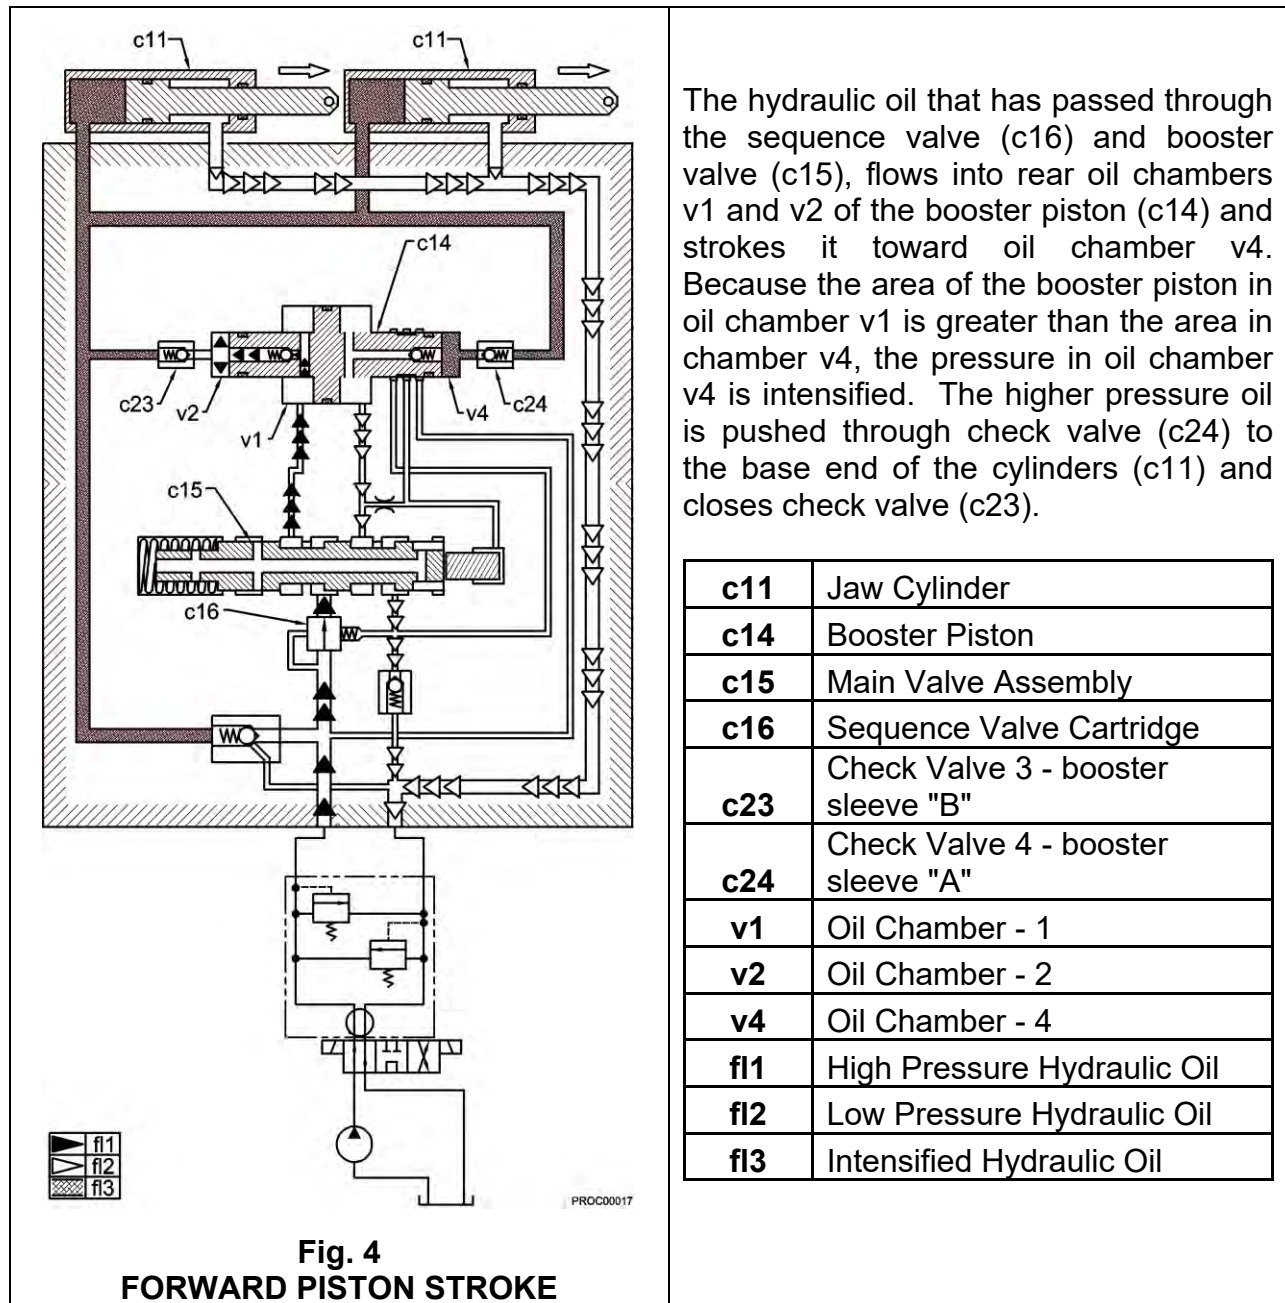 c11
c11
c14
c23
v2
v1
v4
c24
c15
c16
fl1
fl2
fl3
PROC00017
Fig. 4
FORWARD PISTON STROKE
The hydraulic oil that has passed through
the sequence valve (c16) and booster
valve (c15), flows into rear oil chambers
v1 and v2 of the booster piston (c14) and
strokes it toward oil chamber v4.
Because the area of the booster piston in
oil chamber v1 is greater than the area in
chamber v4, the pressure in oil chamber
v4 is intensified. The higher pressure oil
is pushed through check valve (c24) to
the base end of the cylinders (c11) and
closes check valve (c23).
c11 Jaw Cylinder
c14 Booster Piston
c15 Main Valve Assembly
c16 Sequence Valve Cartridge
Check Valve 3 - booster
c23 sleeve "B"
Check Valve 4 - booster
c24 sleeve "A"
v1 Oil Chamber - 1
v2 Oil Chamber - 2
v4 Oil Chamber - 4
fl1 High Pressure Hydraulic Oil
fl2 Low Pressure Hydraulic Oil
fl3 Intensified Hydraulic Oil